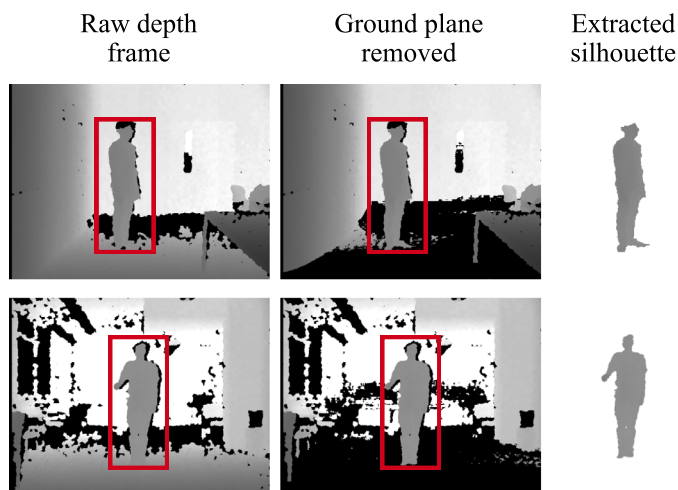 Raw depth
frame
Ground plane
removed
Extracted
silhouette